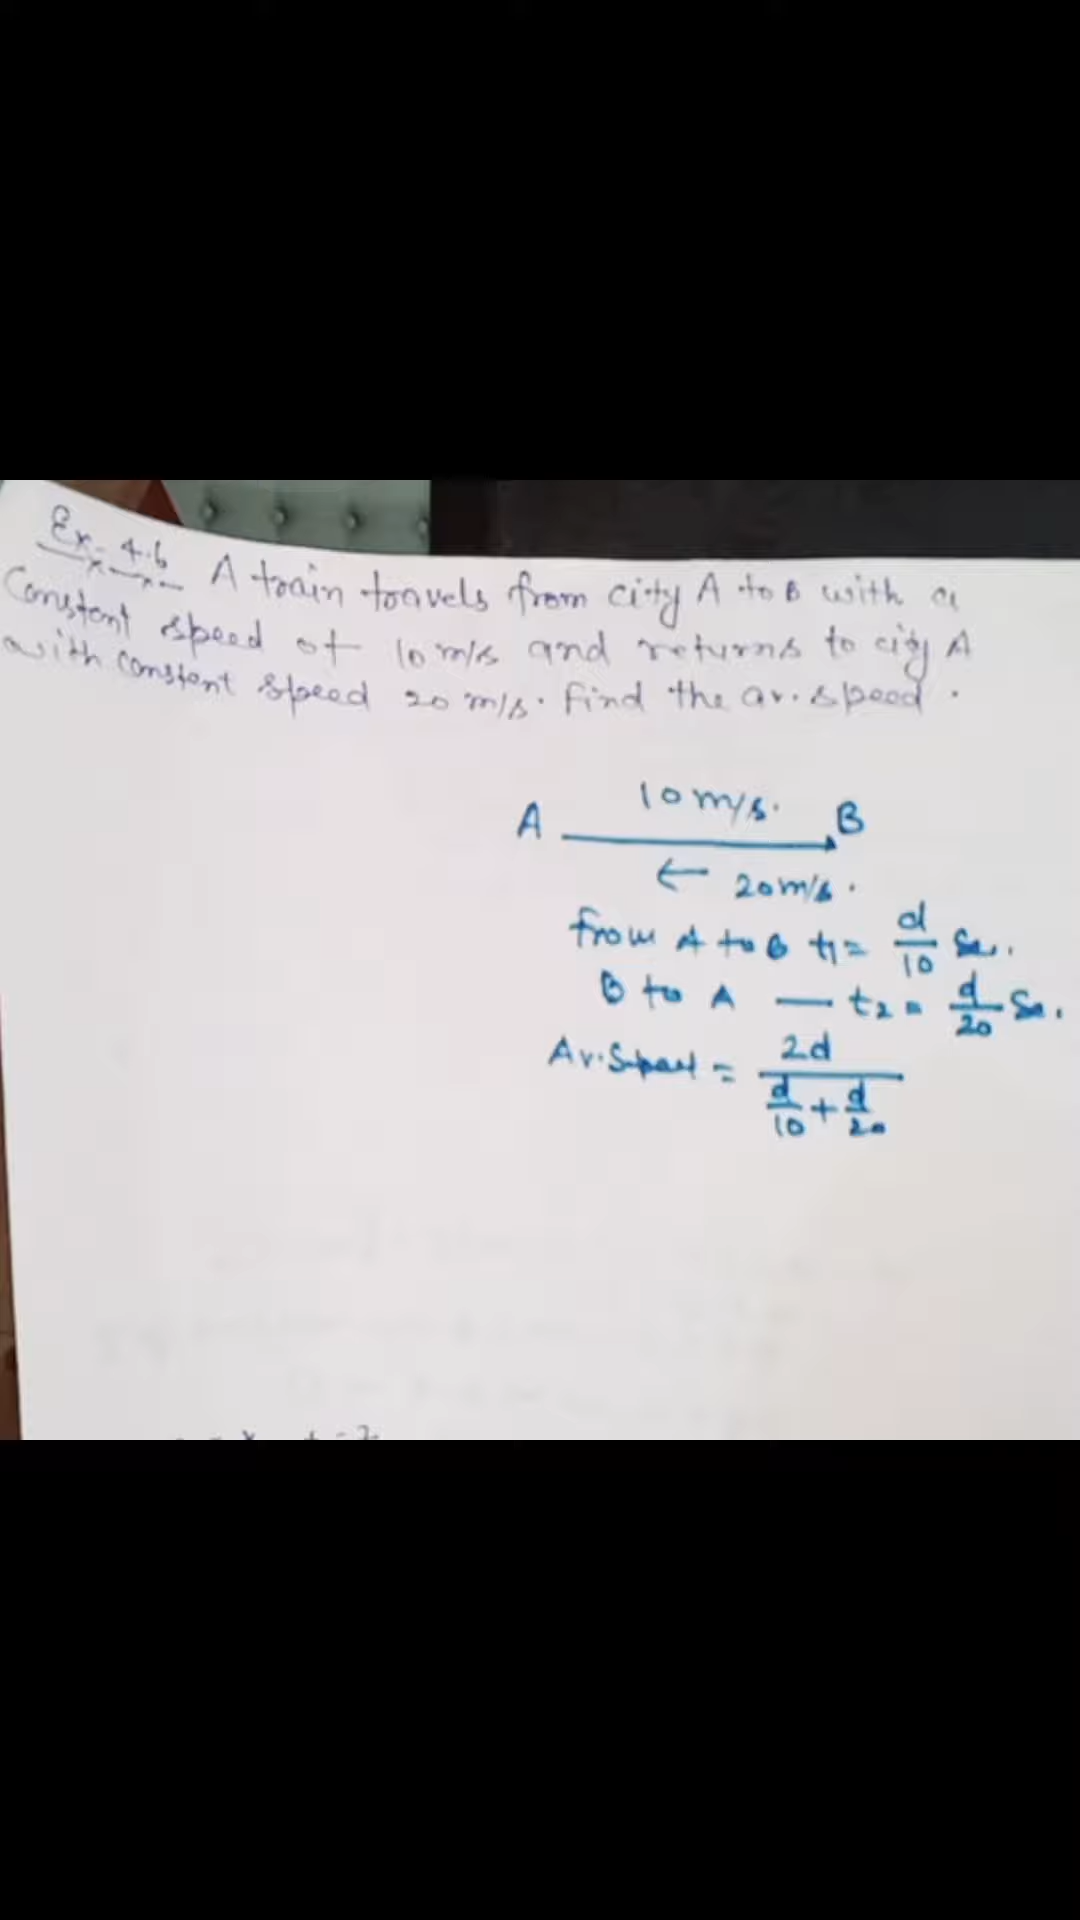 Ex- 4.6 A train travels from city A to B with a
Constant speed of 10 m/s and returns to city A
with constant speed 20 m/s. Find the av. speed.
10 m/s.
A B
← 20 m/s.
From A to B t1 = d/10 Sec.
B to A — t2 = d/20 Sec.
Av. Speed = 2d / (d/10 + d/20)